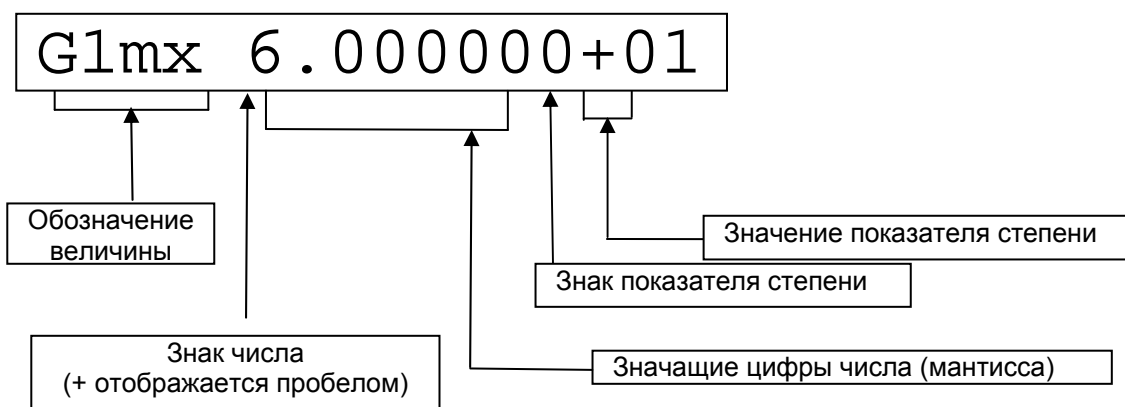 G1mx 6.000000+01
Обозначение
величины
Значение показателя степени
Знак показателя степени
Знак числа
(+ отображается пробелом)
Значащие цифры числа (мантисса)